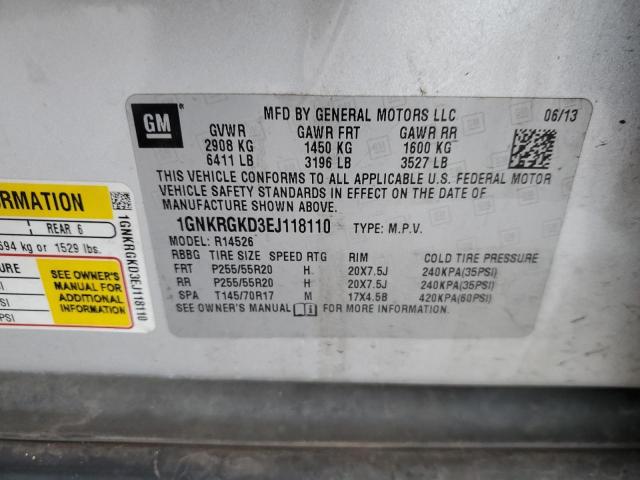 GM
MFD BY GENERAL MOTORS LLC 06/13
GVWR GAWR FRT GAWR RR
2908 KG 1450 KG 1600 KG
6411 LB 3196 LB 3527 LB
THIS VEHICLE CONFORMS TO ALL APPLICABLE U.S. FEDERAL MOTOR
VEHICLE SAFETY STANDARDS IN EFFECT ON THE DATE OF
MANUFACTURE SHOWN ABOVE.
1GNKRGKD3EJ118110 TYPE: M.P.V.
MODEL: R14526
RBBG TIRE SIZE SPEED RTG RIM COLD TIRE PRESSURE
FRT P255/55R20 H 20X7.5J 240KPA(35PSI)
RR P255/55R20 H 20X7.5J 240KPA(35PSI)
SPA T145/70R17 M 17X4.5B 420KPA(60PSI)
SEE OWNER'S MANUAL FOR MORE INFORMATION.
ORMATION
REAR 6
694 kg or 1529 lbs.
SURE
SEE OWNER'S
MANUAL FOR
ADDITIONAL
INFORMATION
PSI
1GNKRGKD3EJ118110